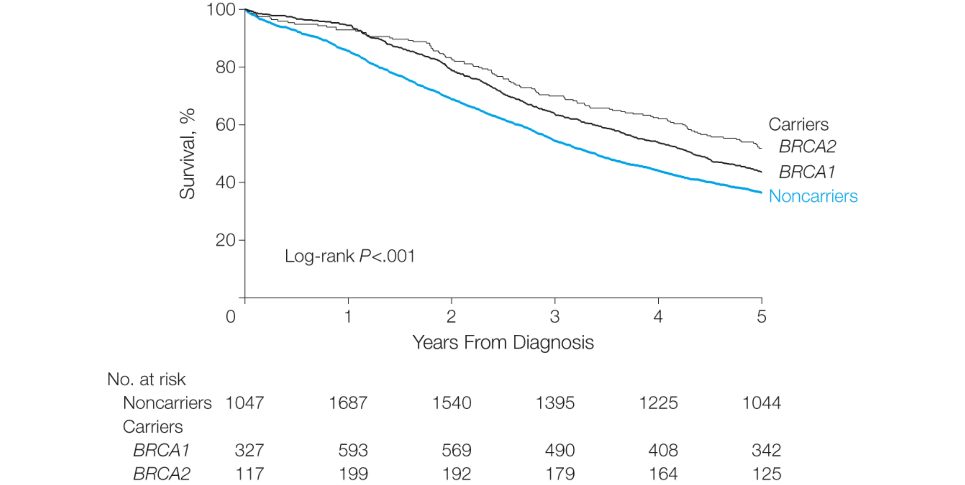 100
80
60
40
20
Survival, %
Carriers
BRCA2
BRCA1
Noncarriers
Log-rank P<.001
0 1 2 3 4 5
Years From Diagnosis
No. at risk
Noncarriers 1047 1687 1540 1395 1225 1044
Carriers
BRCA1 327 593 569 490 408 342
BRCA2 117 199 192 179 164 125